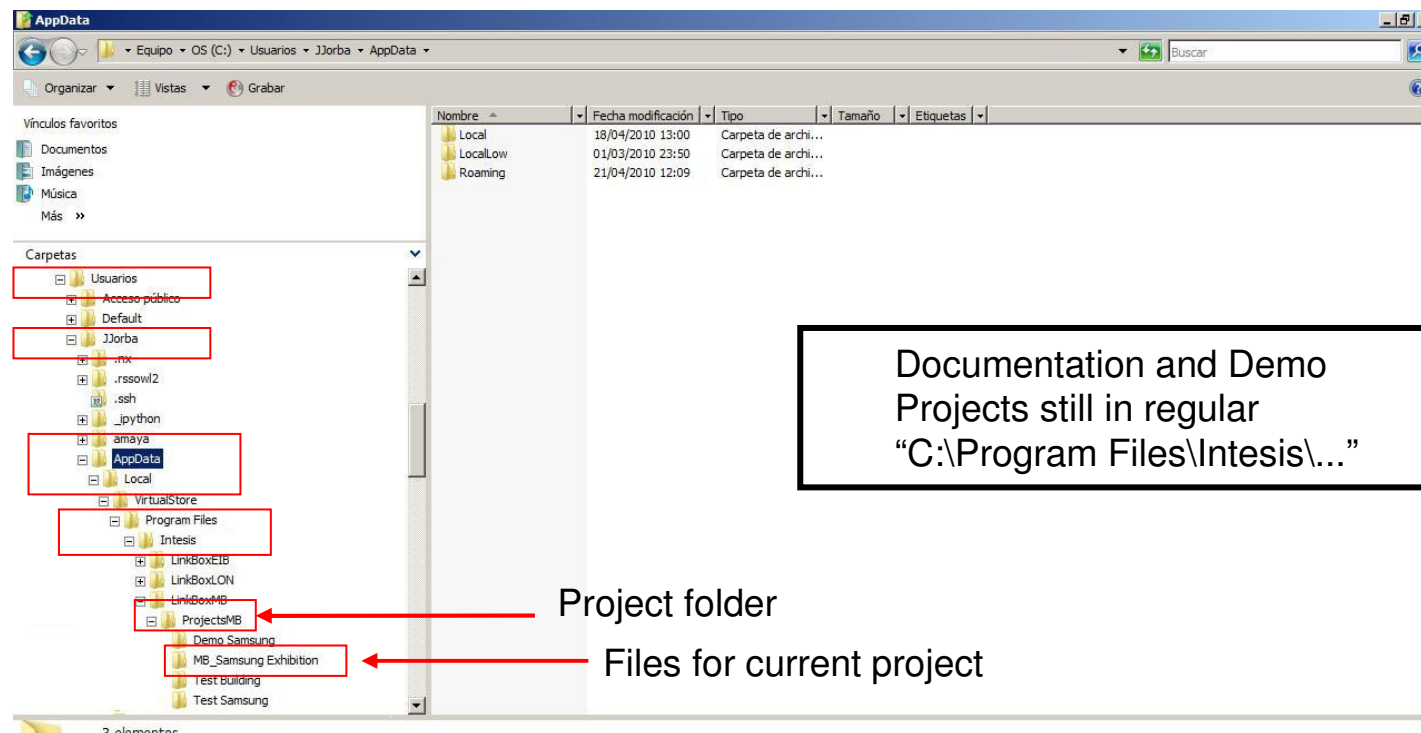 AppData
Equipo OS (C:) Usuarios JJorba AppData
Buscar
Organizar Vistas Grabar
Vínculos favoritos
Documentos
Imágenes
Música
Más »
Carpetas
Usuarios
Acceso público
Default
JJorba
.nx
.rssowl2
.ssh
_ipython
amaya
AppData
Local
VirtualStore
Program Files
Intesis
LinkBoxEIB
LinkBoxLON
LinkBoxMB
ProjectsMB
Demo Samsung
MB_Samsung Exhibition
Test Building
Test Samsung
Nombre Fecha modificación Tipo Tamaño Etiquetas
Local 18/04/2010 13:00 Carpeta de archi...
LocalLow 01/03/2010 23:50 Carpeta de archi...
Roaming 21/04/2010 12:09 Carpeta de archi...
Documentation and Demo
Projects still in regular
“C:\Program Files\Intesis\...”
Project folder
Files for current project
3 elementos